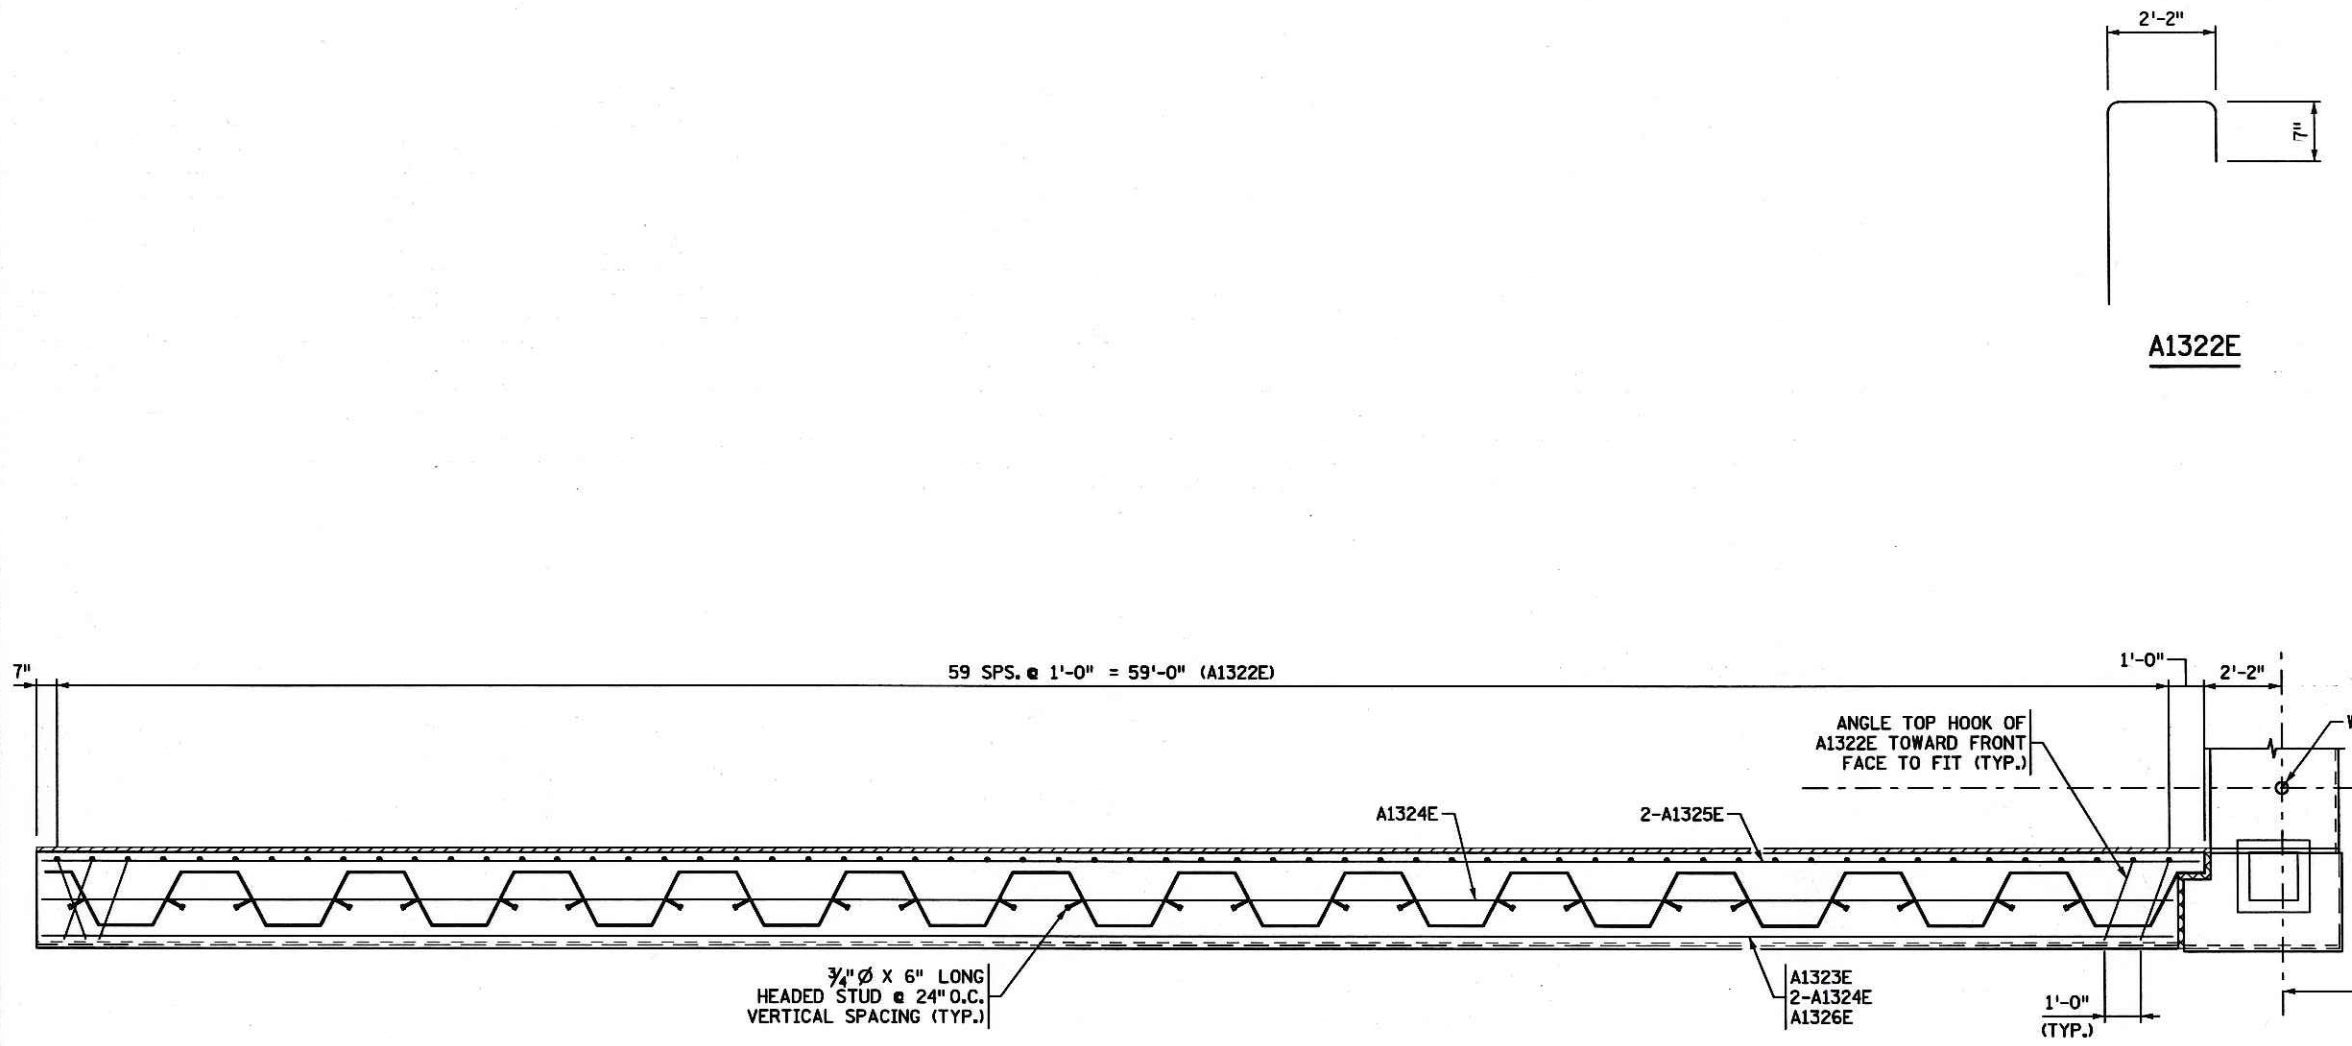 2'-2"
7"
A1322E
7"
59 SPS. @ 1'-0" = 59'-0" (A1322E)
1'-0"
2'-2"
ANGLE TOP HOOK OF
A1322E TOWARD FRONT
FACE TO FIT (TYP.)
A1324E
2-A1325E
3/4" Ø X 6" LONG
HEADED STUD @ 24" O.C.
VERTICAL SPACING (TYP.)
A1323E
2-A1324E
A1326E
1'-0"
(TYP.)